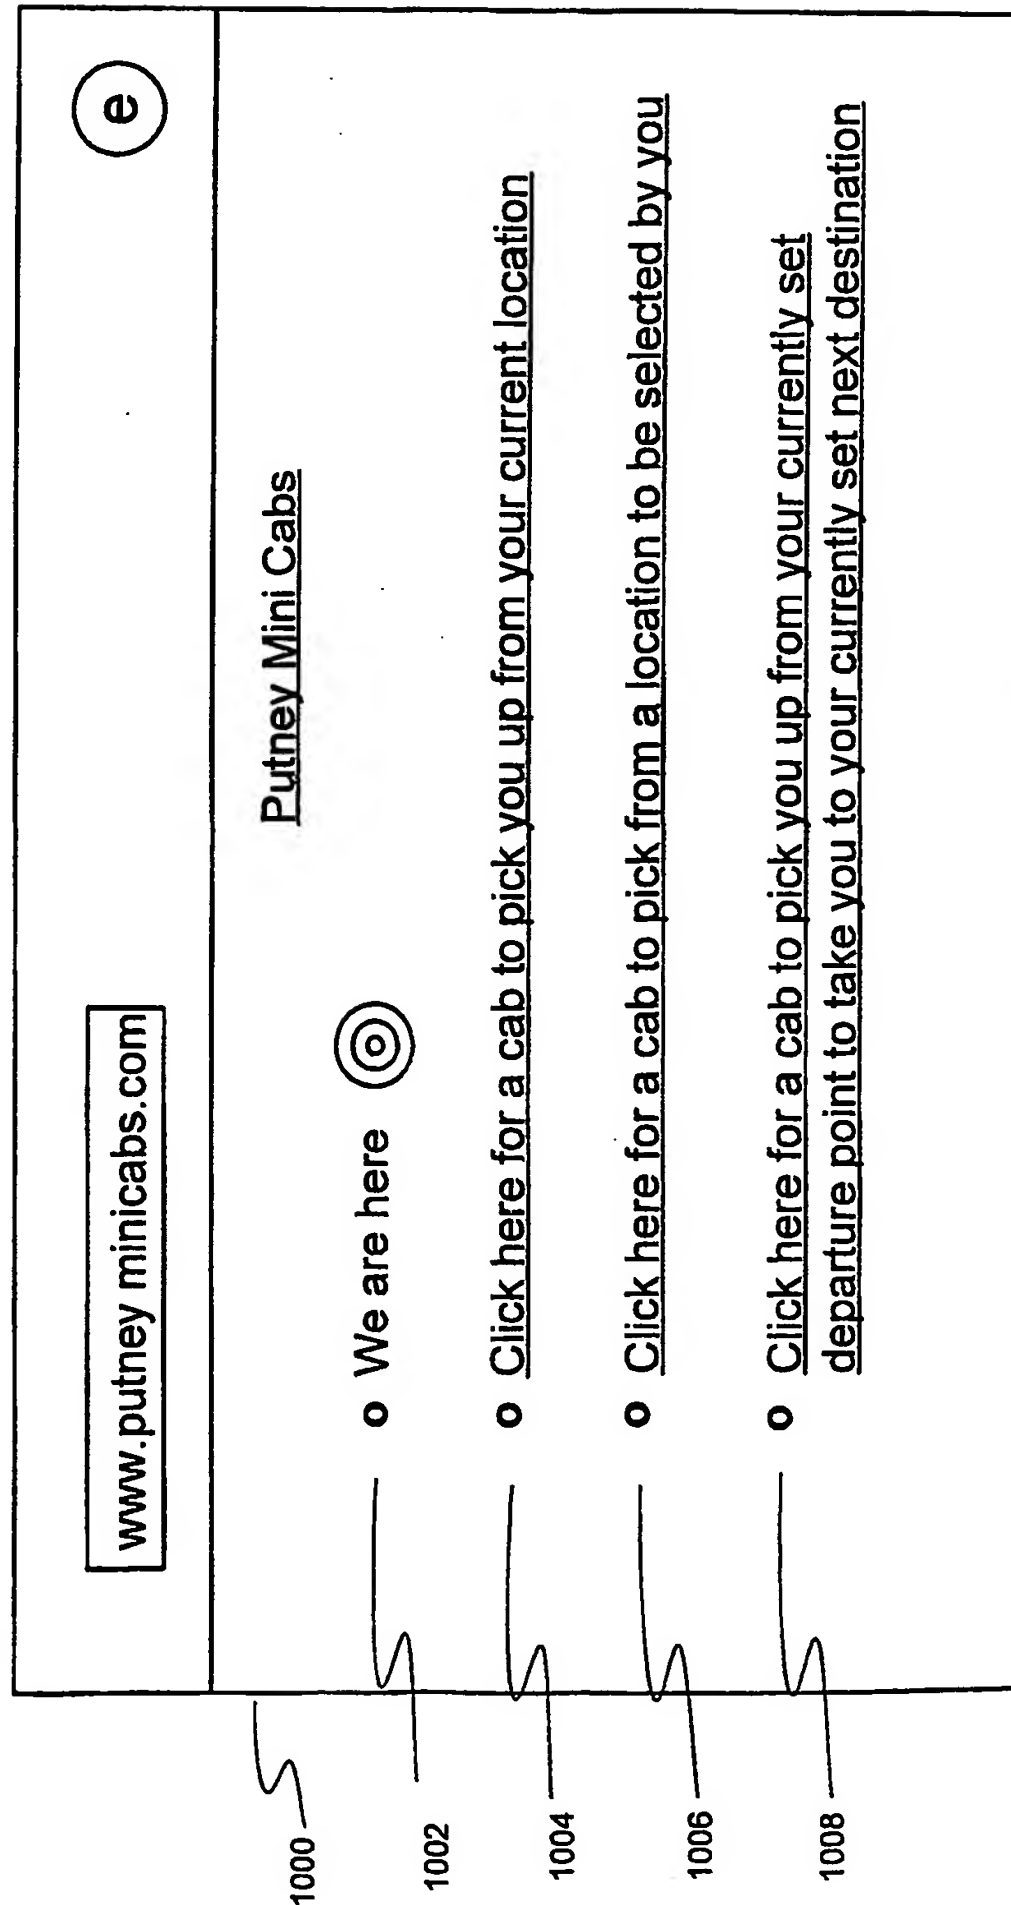 www.putney minicabs.com
e
Putney Mini Cabs
o We are here
o Click here for a cab to pick you up from your current location
o Click here for a cab to pick from a location to be selected by you
o Click here for a cab to pick you up from your currently set
departure point to take you to your currently set next destination
1000
1002
1004
1006
1008